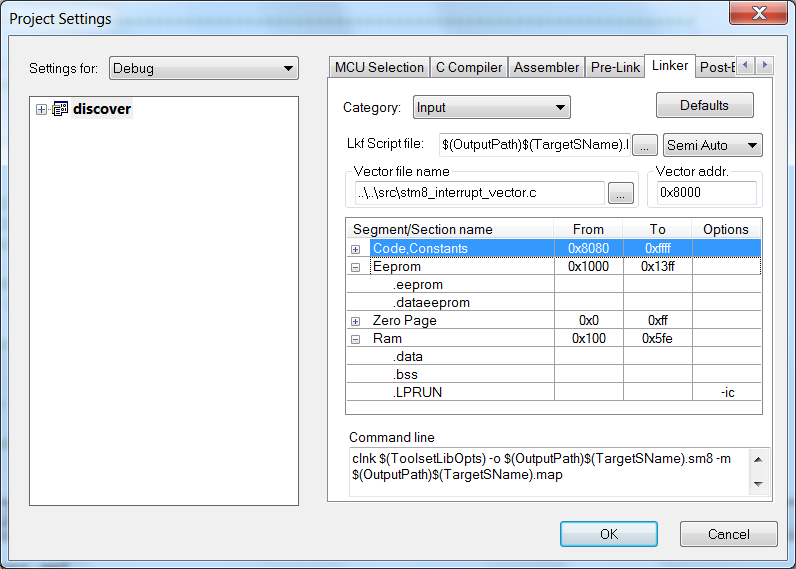 Project Settings
Settings for: Debug
discover
MCU Selection C Compiler Assembler Pre-Link Linker Post-B
Category: Input Defaults
Lkf Script file: $(OutputPath)$(TargetSName).l ... Semi Auto
Vector file name Vector addr.
..\..\src\stm8_interrupt_vector.c ... 0x8000
Segment/Section name From To Options
Code,Constants 0x8080 0xffff
Eeprom 0x1000 0x13ff
.eeprom
.dataeeprom
Zero Page 0x0 0xff
Ram 0x100 0x5fe
.data
.bss
.LPRUN -ic
Command line
clnk $(ToolsetLibOpts) -o $(OutputPath)$(TargetSName).sm8 -m
$(OutputPath)$(TargetSName).map
OK Cancel